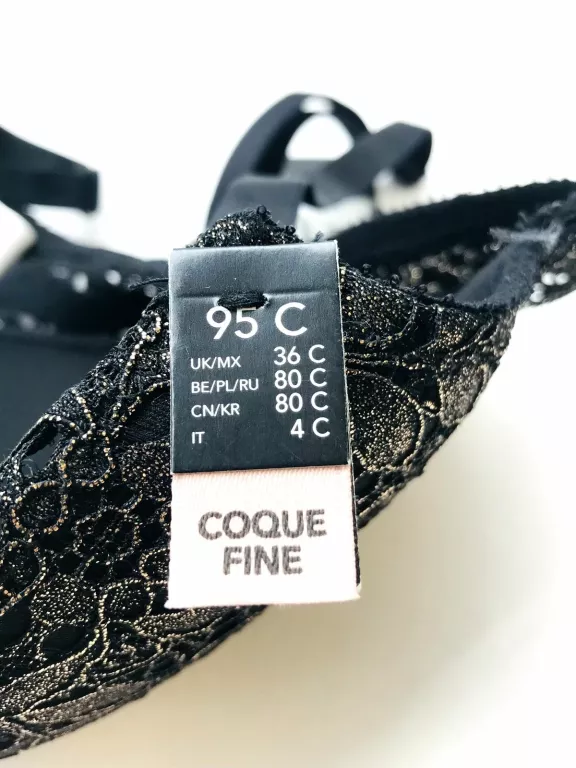 95 C
UK/MX 36 C
BE/PL/RU 80 C
CN/KR 80 C
IT 4 C
COQUE
FINE